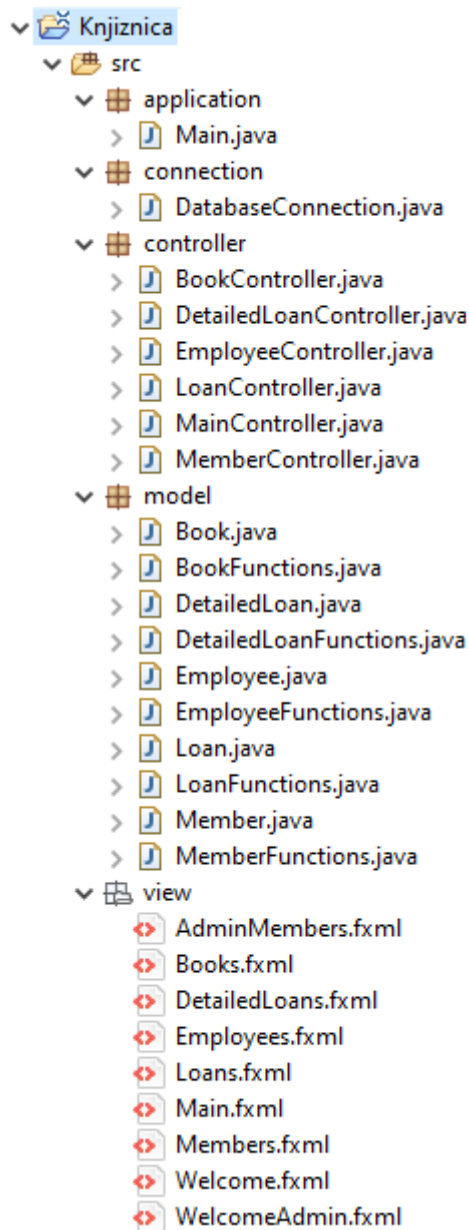 Knjiznica
src
application
Main.java
connection
DatabaseConnection.java
controller
BookController.java
DetailedLoanController.java
EmployeeController.java
LoanController.java
MainController.java
MemberController.java
model
Book.java
BookFunctions.java
DetailedLoan.java
DetailedLoanFunctions.java
Employee.java
EmployeeFunctions.java
Loan.java
LoanFunctions.java
Member.java
MemberFunctions.java
view
AdminMembers.fxml
Books.fxml
DetailedLoans.fxml
Employees.fxml
Loans.fxml
Main.fxml
Members.fxml
Welcome.fxml
WelcomeAdmin.fxml